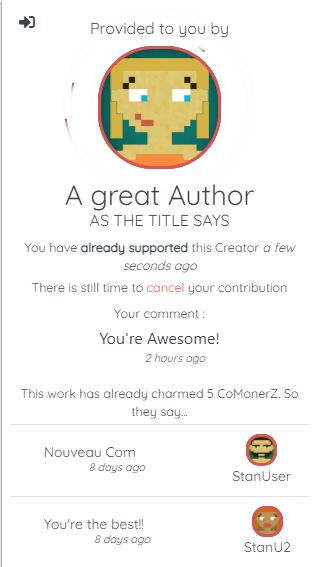 Provided to you by
A great Author
AS THE TITLE SAYS
You have already supported this Creator a few
seconds ago
There is still time to cancel your contribution
Your comment :
You're Awesome!
2 hours ago
This work has already charmed 5 CoMonerZ. So
they say...
Nouveau Com
8 days ago
StanUser
You're the best!!
8 days ago
StanU2